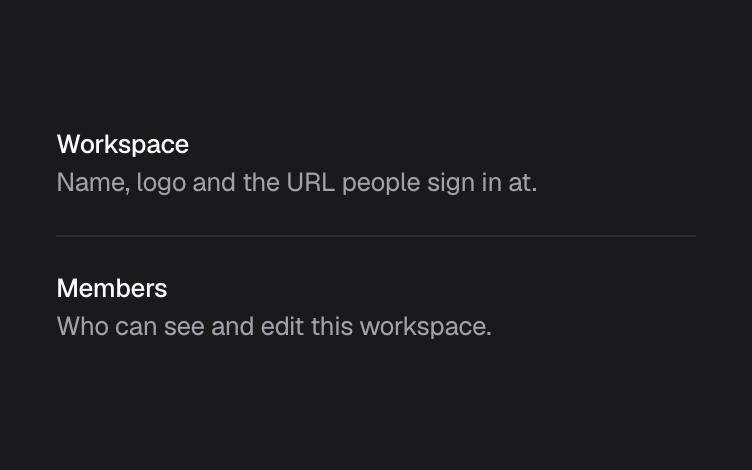 Workspace
Name, logo and the URL people sign in at.
Members
Who can see and edit this workspace.